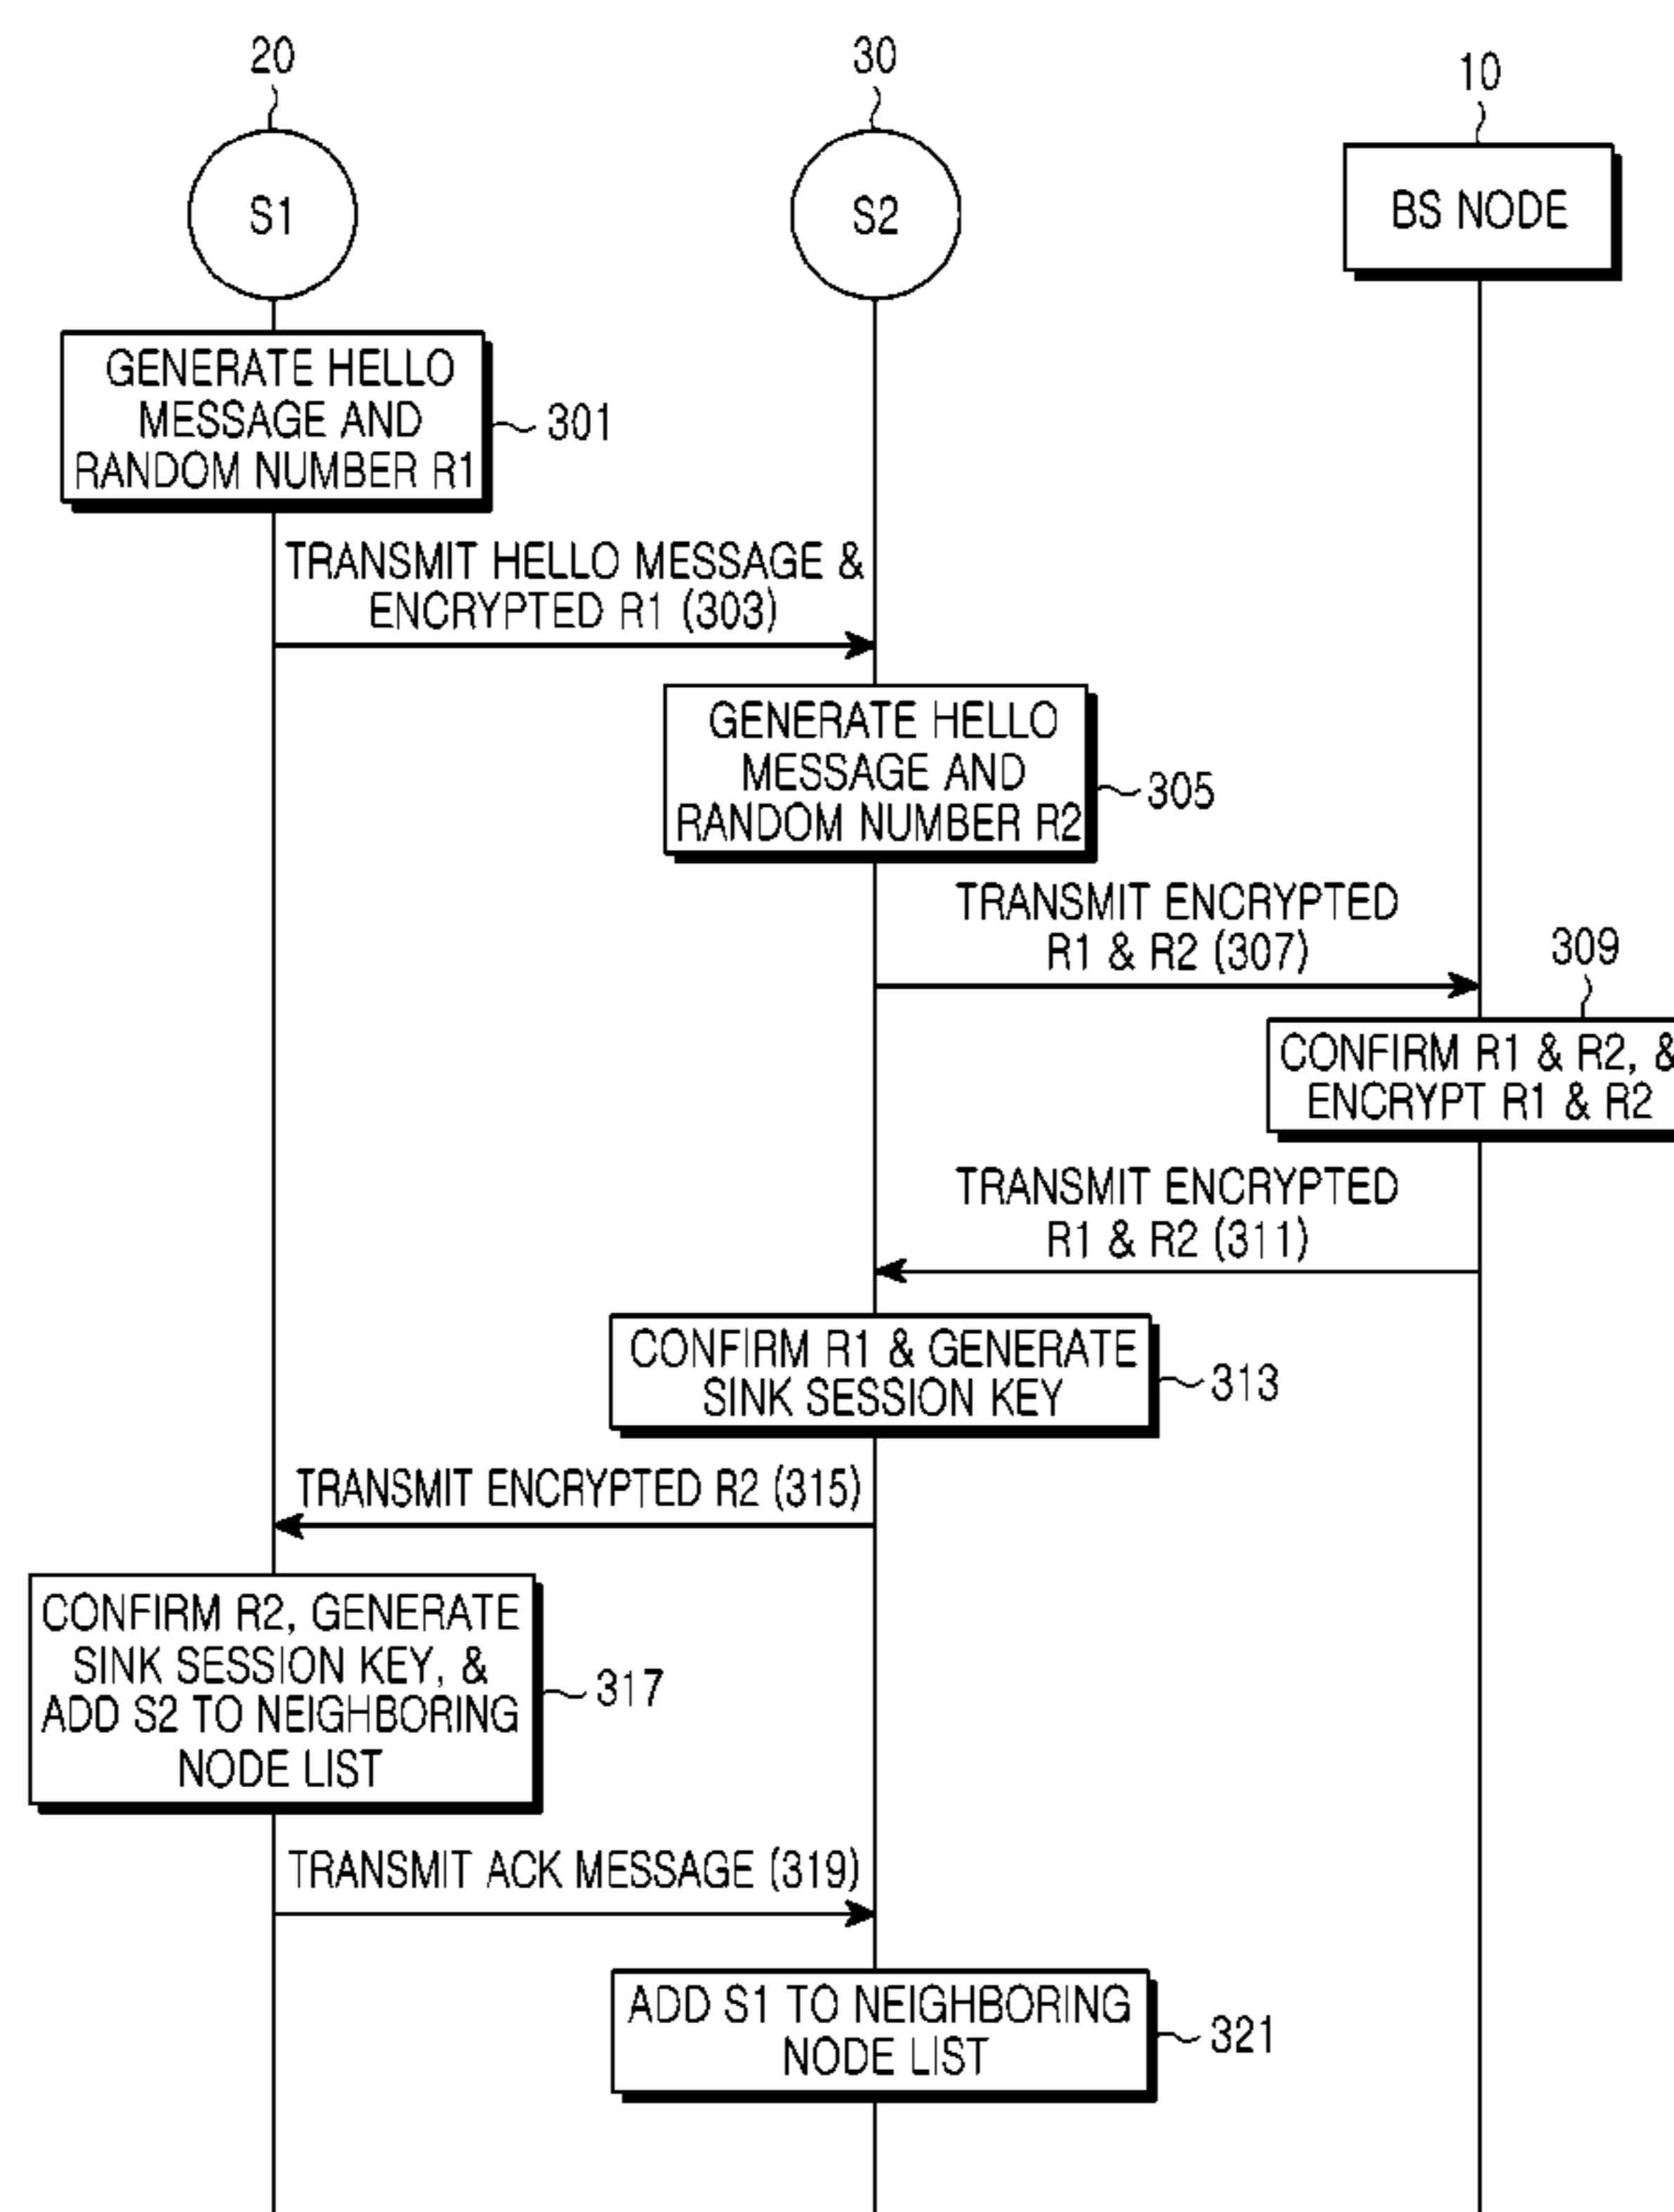 20
30
10
S1
S2
BS NODE
GENERATE HELLO
MESSAGE AND
RANDOM NUMBER R1
301
TRANSMIT HELLO MESSAGE &
ENCRYPTED R1 (303)
GENERATE HELLO
MESSAGE AND
RANDOM NUMBER R2
305
TRANSMIT ENCRYPTED
R1 & R2 (307)
309
CONFIRM R1 & R2, &
ENCRYPT R1 & R2
TRANSMIT ENCRYPTED
R1 & R2 (311)
CONFIRM R1 & GENERATE
SINK SESSION KEY
313
TRANSMIT ENCRYPTED R2 (315)
CONFIRM R2, GENERATE
SINK SESSION KEY, &
ADD S2 TO NEIGHBORING
NODE LIST
317
TRANSMIT ACK MESSAGE (319)
ADD S1 TO NEIGHBORING
NODE LIST
321